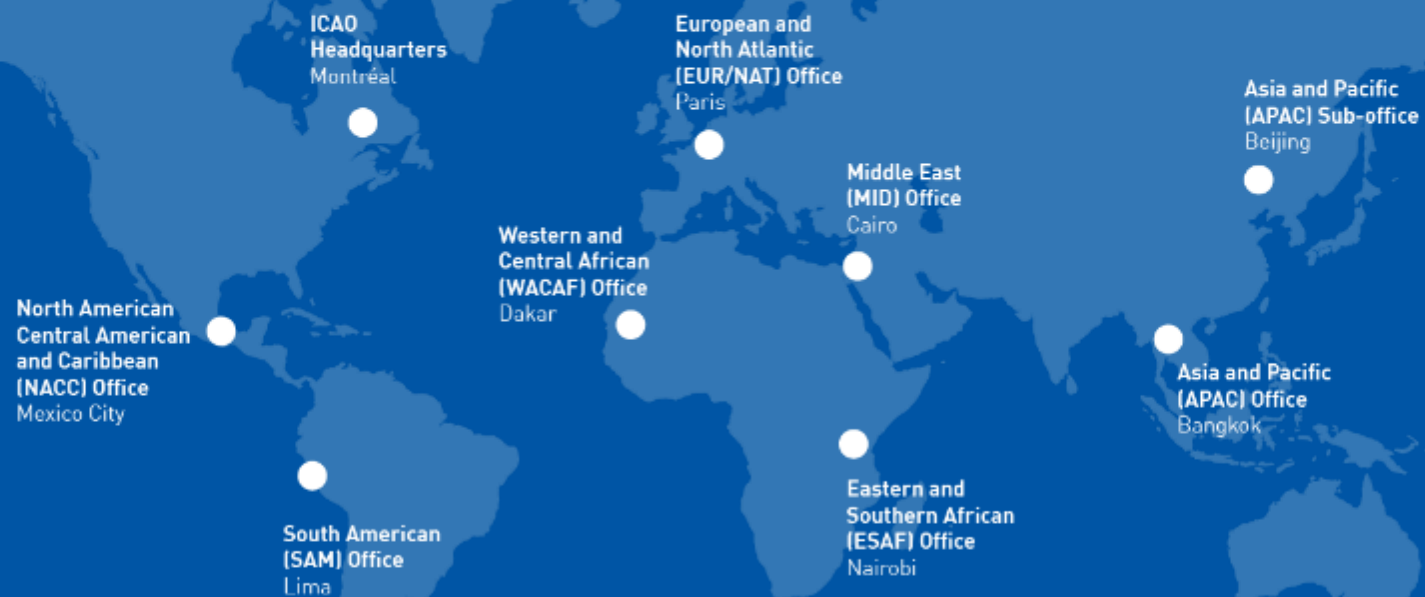 ICAO
Headquarters
Montréal
European and
North Atlantic
(EUR/NAT) Office
Paris
Asia and Pacific
(APAC) Sub-office
Beijing
Middle East
(MID) Office
Cairo
Western and
Central African
(WACAF) Office
Dakar
North American
Central American
and Caribbean
(NACC) Office
Mexico City
Asia and Pacific
(APAC) Office
Bangkok
Eastern and
Southern African
(ESAF) Office
Nairobi
South American
(SAM) Office
Lima